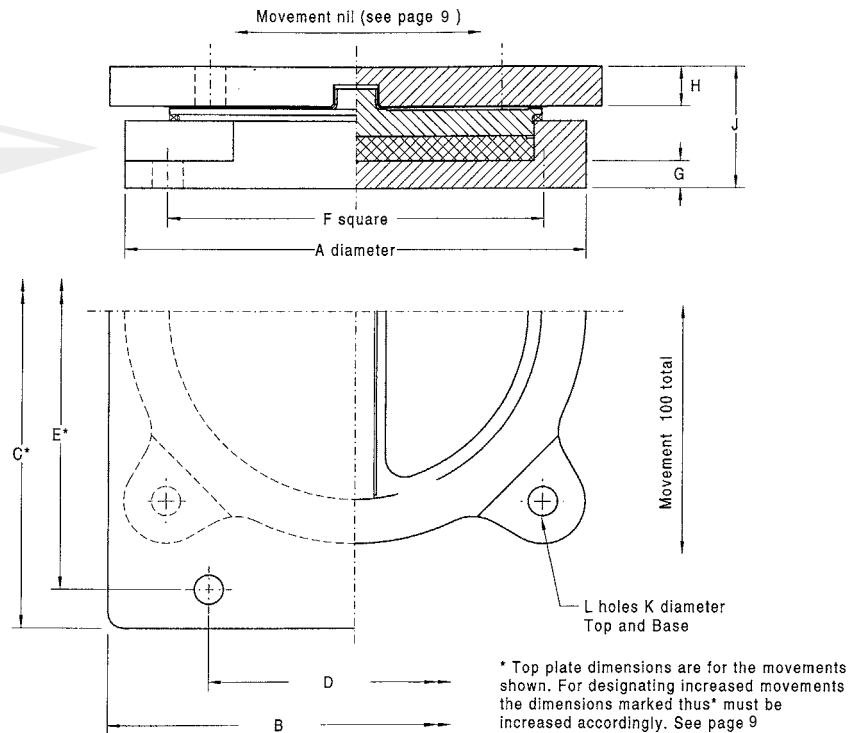 Movement nil (see page 9 )
H
J
G
F square
A diameter
E*
C*
Movement 100 total
L holes K diameter
Top and Base
D
B
* Top plate dimensions are for the movements
shown. For designating increased movements
the dimensions marked thus* must be
increased accordingly. See page 9